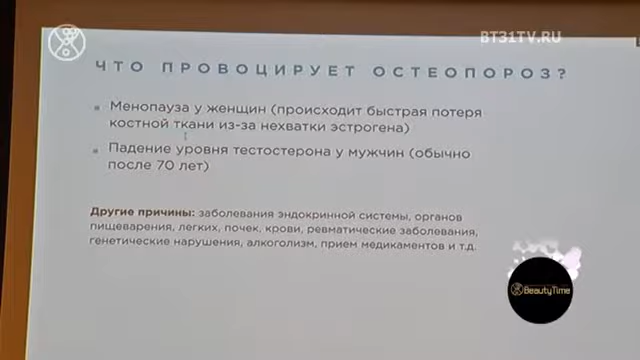 BT31TV.RU
ЧТО ПРОВОЦИРУЕТ ОСТЕОПОРОЗ?
Менопауза у женщин (происходит быстрая потеря
костной ткани из-за нехватки эстрогена)
Падение уровня тестостерона у мужчин (обычно
после 70 лет)
Другие причины: заболевания эндокринной системы, органов
пищеварения, легких, почек, крови, ревматические заболевания,
генетические нарушения, алкоголизм, прием медикаментов и т.д.
BeautyTime